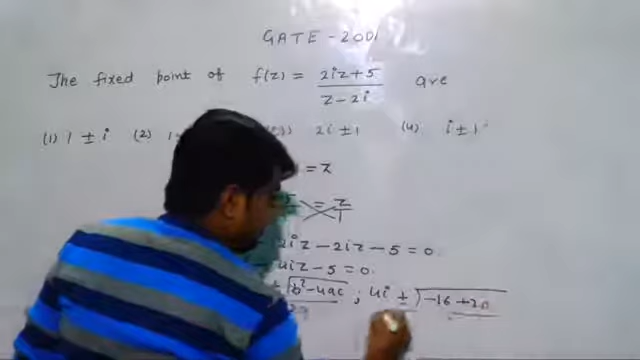 GATE - 2001
The fixed point of f(z) = 2iz+5 / z-2i are
(1) 1 ± i (2) 1 2i ± 1 (4) i ± 1
= z
= z/1
2iz - 2iz - 5 = 0
4iz - 5 = 0
√b²-4ac ; 4i ± √-16+20